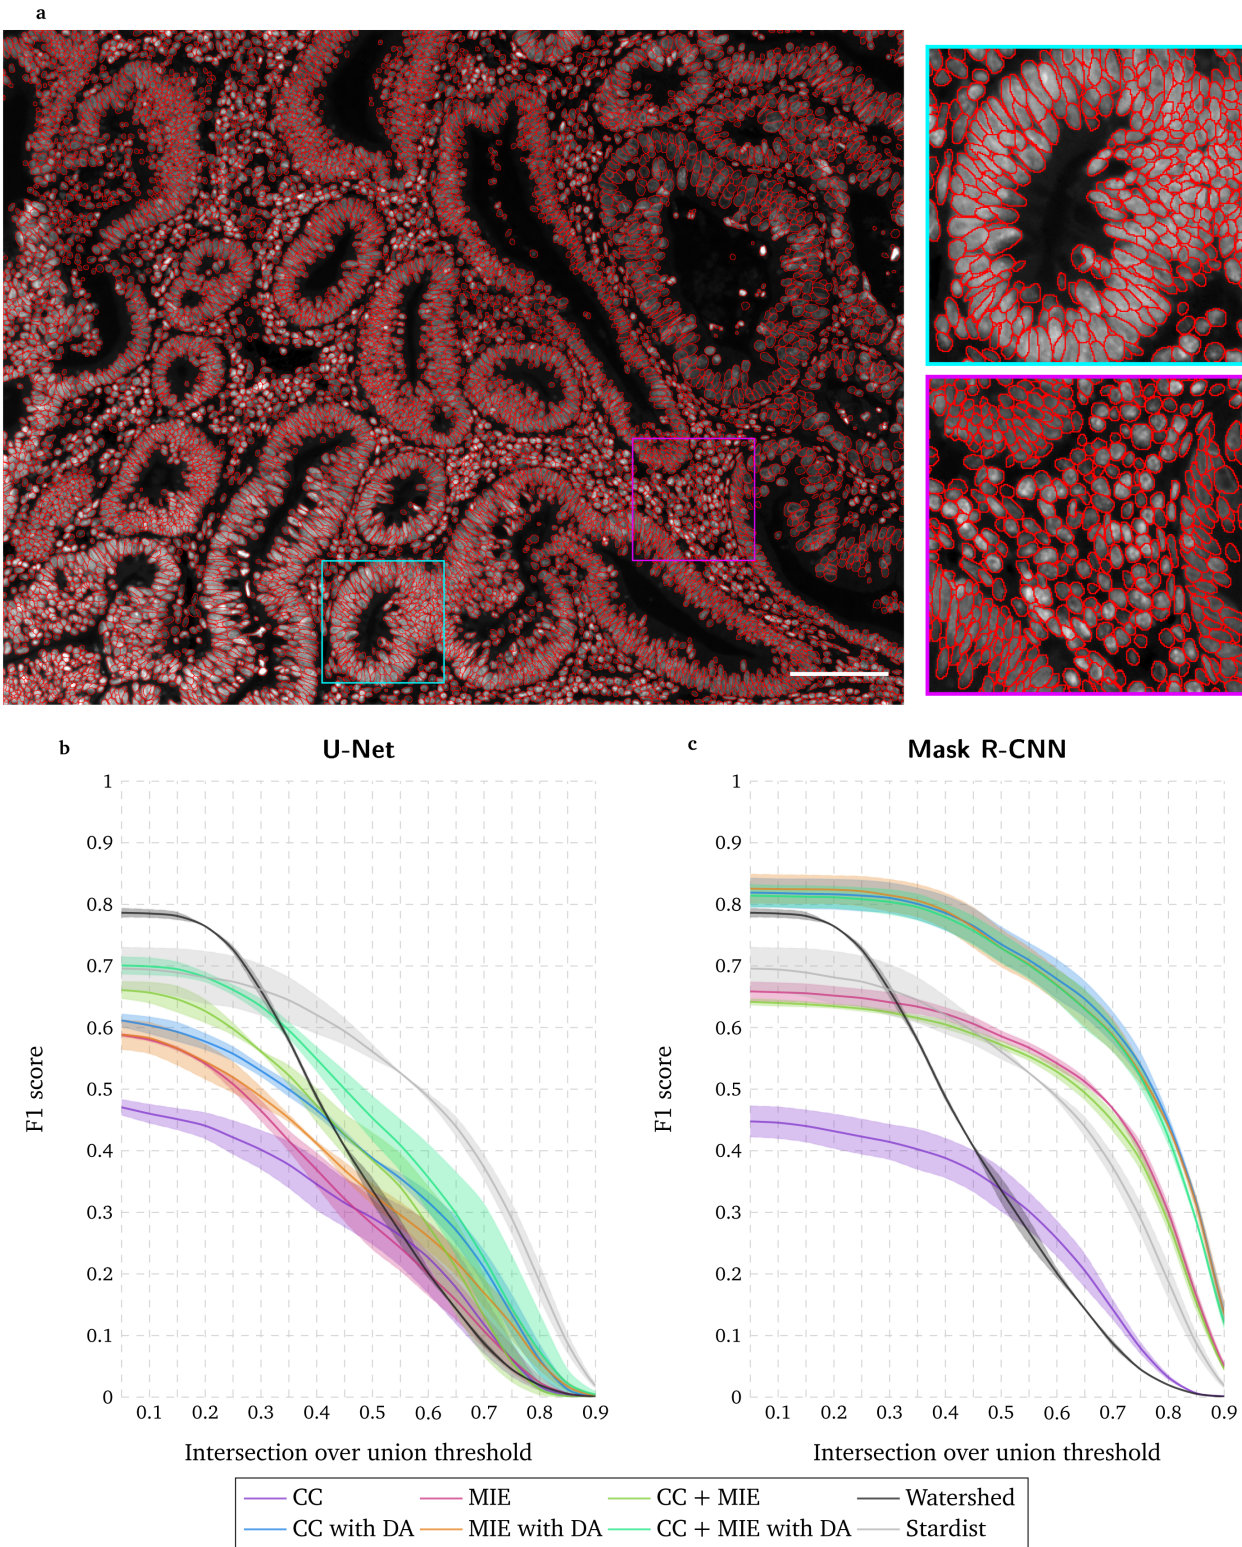 a
b
U-Net
c
Mask R-CNN
1
0.9
0.8
0.7
0.6
0.5
0.4
0.3
0.2
0.1
0
F1 score
0.1 0.2 0.3 0.4 0.5 0.6 0.7 0.8 0.9
Intersection over union threshold
1
0.9
0.8
0.7
0.6
0.5
0.4
0.3
0.2
0.1
0
F1 score
0.1 0.2 0.3 0.4 0.5 0.6 0.7 0.8 0.9
Intersection over union threshold
CC MIE CC + MIE Watershed
CC with DA MIE with DA CC + MIE with DA Stardist